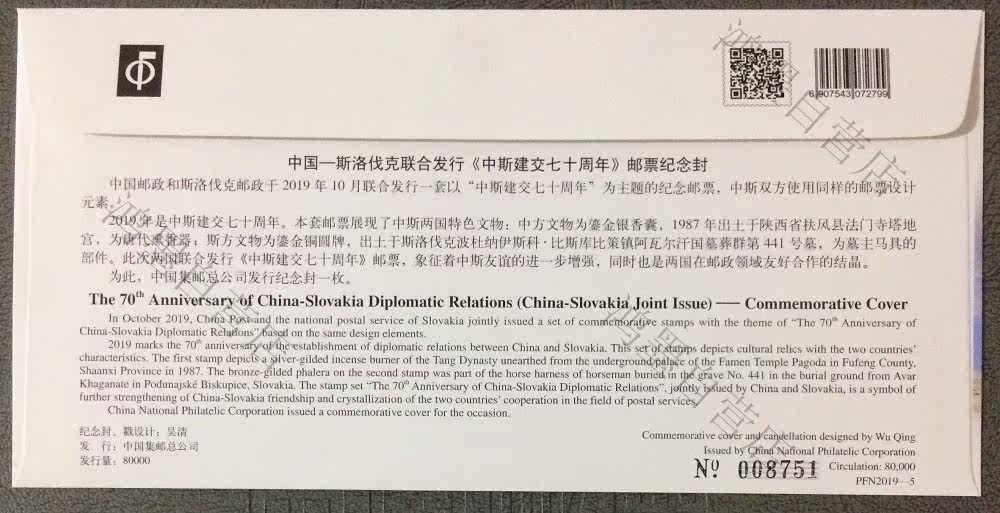 6 907543 072799
中国—斯洛伐克联合发行《中斯建交七十周年》邮票纪念封
中国邮政和斯洛伐克邮政于 2019 年 10 月联合发行一套以“中斯建交七十周年”为主题的纪念邮票，中斯双方使用同样的邮票设计
元素。
2019 年是中斯建交七十周年。本套邮票展现了中斯两国特色文物：中方文物为鎏金银香囊，1987 年出土于陕西省扶风县法门寺塔地
宫，为唐代熏香器；斯方文物为鎏金铜圆牌，出土于斯洛伐克波杜纳伊斯科·比斯库比策镇阿瓦尔汗国墓葬群第 441 号墓，为墓主马具的
部件。此次两国联合发行《中斯建交七十周年》邮票，象征着中斯友谊的进一步增强，同时也是两国在邮政领域友好合作的结晶。
为此，中国集邮总公司发行纪念封一枚。
The 70th Anniversary of China-Slovakia Diplomatic Relations (China-Slovakia Joint Issue) — Commemorative Cover
In October 2019, China Post and the national postal service of Slovakia jointly issued a set of commemorative stamps with the theme of “The 70th Anniversary of
China-Slovakia Diplomatic Relations” based on the same design elements.
2019 marks the 70th anniversary of the establishment of diplomatic relations between China and Slovakia. This set of stamps depicts cultural relics with the two countries’
characteristics. The first stamp depicts a silver-gilded incense burner of the Tang Dynasty unearthed from the underground palace of the Famen Temple Pagoda in Fufeng County,
Shaanxi Province in 1987. The bronze-gilded phalera on the second stamp was part of the horse harness of horseman buried in the grave No. 441 in the burial ground from Avar
Khaganate in Podunajské Biskupice, Slovakia. The stamp set “The 70th Anniversary of China-Slovakia Diplomatic Relations”, jointly issued by China and Slovakia, is a symbol of
further strengthening of China-Slovakia friendship and crystallization of the two countries’ cooperation in the field of postal services.
China National Philatelic Corporation issued a commemorative cover for the occasion.
纪念封、戳设计：吴清
发 行：中国集邮总公司
发行量：80000
Commemorative cover and cancellation designed by Wu Qing
Issued by China National Philatelic Corporation
№ 008751 Circulation: 80,000
PFN2019—5